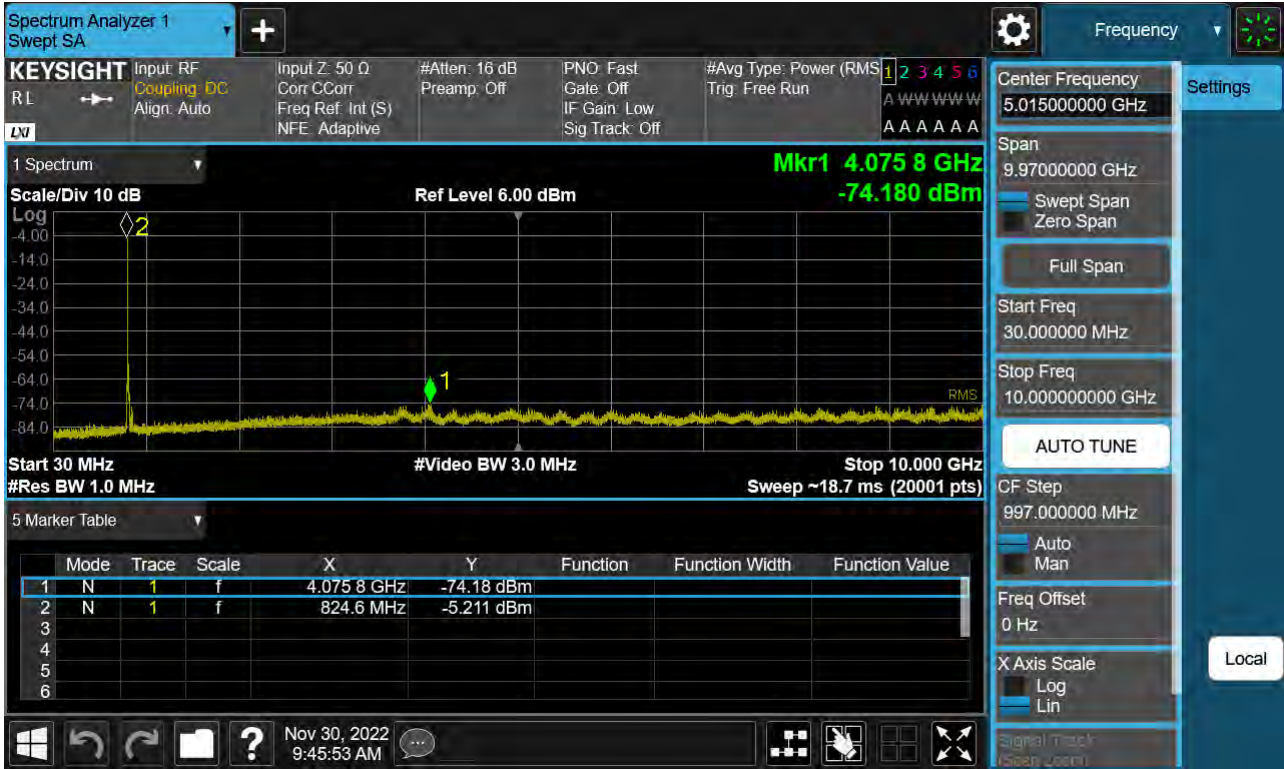 Spectrum Analyzer 1
Swept SA
+
Frequency
KEYSIGHT
RL
LXI
Input: RF
Coupling: DC
Align: Auto
Input Z: 50 Ω
Corr CCorr
Freq Ref: Int (S)
NFE: Adaptive
#Atten: 16 dB
Preamp: Off
PNO: Fast
Gate: Off
IF Gain: Low
Sig Track: Off
#Avg Type: Power (RMS
Trig: Free Run
1 2 3 4 5 6
A W W W W W
A A A A A A
1 Spectrum
Mkr1 4.075 8 GHz
Scale/Div 10 dB
Ref Level 6.00 dBm
-74.180 dBm
Log
2
-4.00
-14.0
-24.0
-34.0
-44.0
-54.0
-64.0
1
-74.0
RMS
-84.0
Start 30 MHz
#Video BW 3.0 MHz
Stop 10.000 GHz
#Res BW 1.0 MHz
Sweep ~18.7 ms (20001 pts)
5 Marker Table
Mode Trace Scale X Y Function Function Width Function Value
1 N 1 f 4.075 8 GHz -74.18 dBm
2 N 1 f 824.6 MHz -5.211 dBm
3
4
5
6
Nov 30, 2022
9:45:53 AM
Center Frequency
5.015000000 GHz
Settings
Span
9.97000000 GHz
Swept Span
Zero Span
Full Span
Start Freq
30.000000 MHz
Stop Freq
10.000000000 GHz
AUTO TUNE
CF Step
997.000000 MHz
Auto
Man
Freq Offset
0 Hz
X Axis Scale
Log
Lin
Local
Signal Track
(Span Zoom)